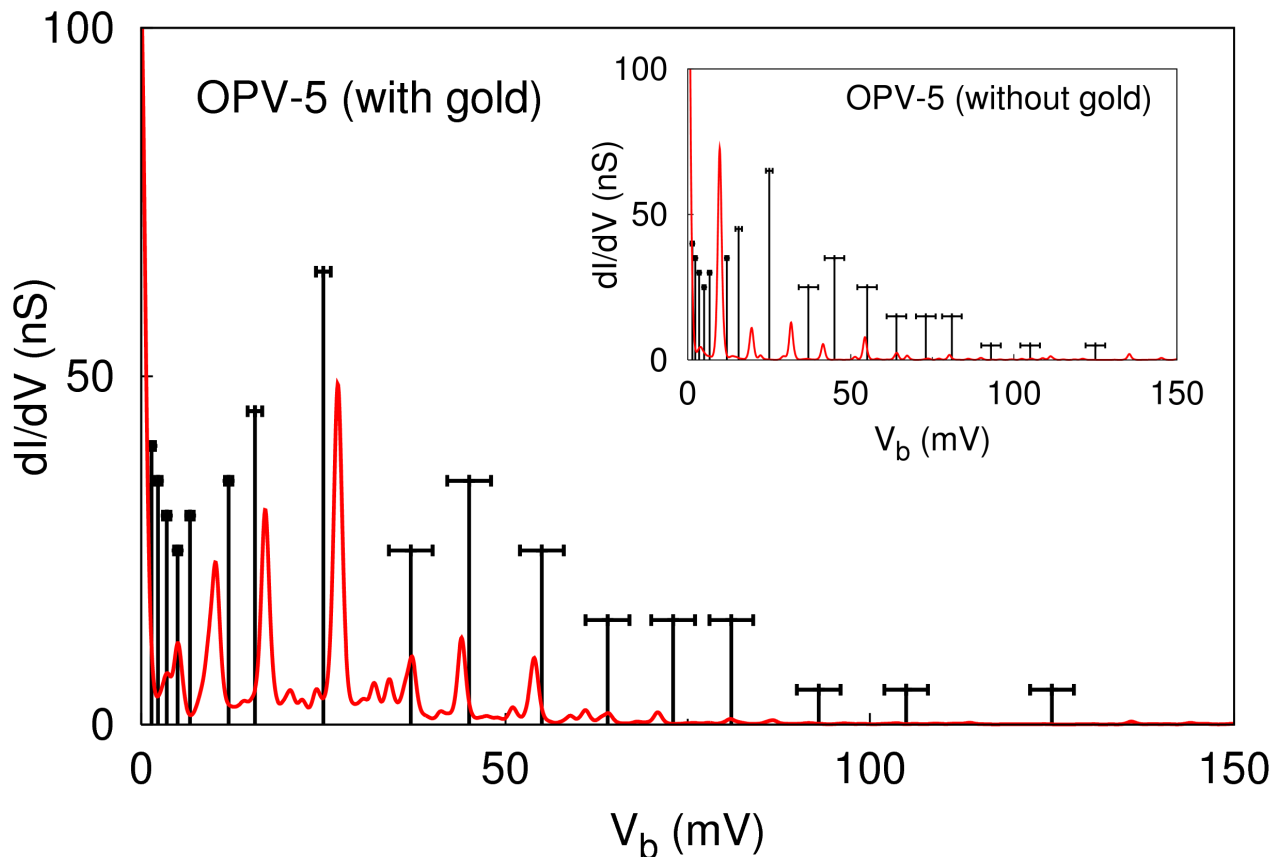 100
OPV-5 (with gold)
50
dI/dV (nS)
0
0 50 100 150
V_b (mV)
100
OPV-5 (without gold)
50
dI/dV (nS)
0
0 50 100 150
V_b (mV)